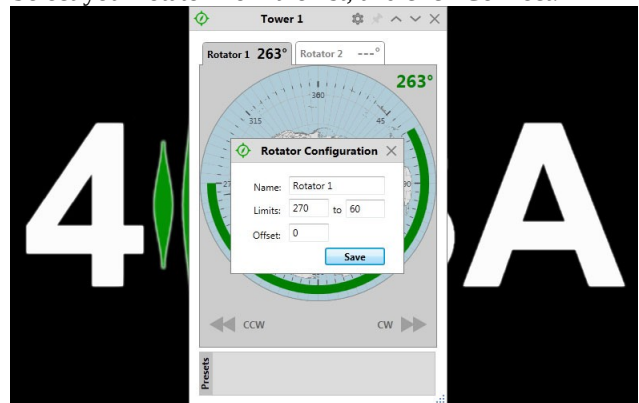 Tower 1
Rotator 1 263° Rotator 2 ---°
263°
360
315 45
Rotator Configuration
Name: Rotator 1
Limits: 270 to 60
Offset: 0
Save
4 A
CCW CW
Presets